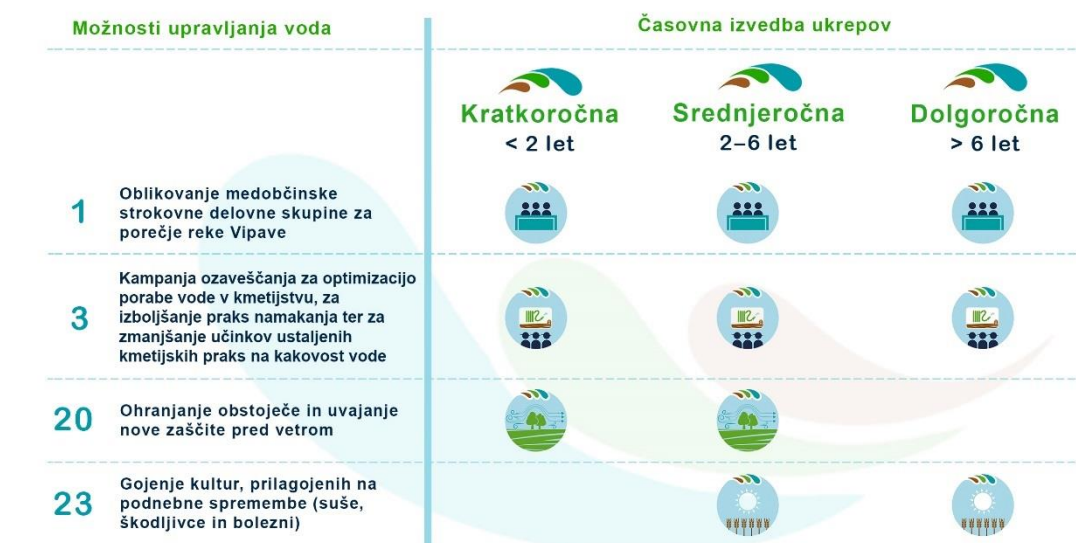 Možnosti upravljanja voda
Časovna izvedba ukrepov
Kratkoročna
< 2 let
Srednjeročna
2–6 let
Dolgoročna
> 6 let
1
Oblikovanje medobčinske
strokovne delovne skupine za
porečje reke Vipave
3
Kampanja ozaveščanja za optimizacijo
porabe vode v kmetijstvu, za
izboljšanje praks namakanja ter za
zmanjšanje učinkov ustaljenih
kmetijskih praks na kakovost vode
20
Ohranjanje obstoječe in uvajanje
nove zaščite pred vetrom
23
Gojenje kultur, prilagojenih na
podnebne spremembe (suše,
škodljivce in bolezni)